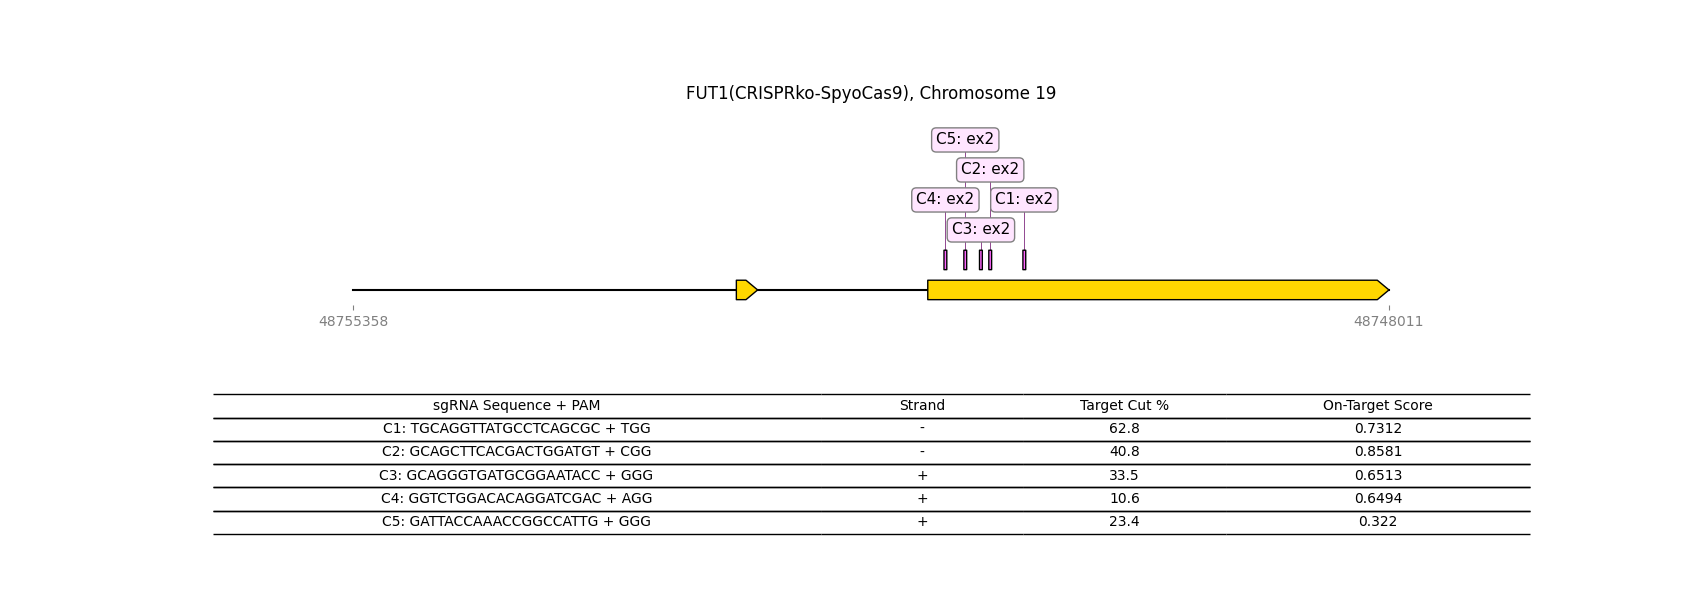 FUT1(CRISPRko-SpyoCas9), Chromosome 19
C5: ex2
C2: ex2
C4: ex2 C1: ex2
C3: ex2
48755358 48748011
sgRNA Sequence + PAM Strand Target Cut % On-Target Score
C1: TGCAGGTTATGCCTCAGCGC + TGG - 62.8 0.7312
C2: GCAGCTTCACGACTGGATGT + CGG - 40.8 0.8581
C3: GCAGGGTGATGCGGAATACC + GGG + 33.5 0.6513
C4: GGTCTGGACACAGGATCGAC + AGG + 10.6 0.6494
C5: GATTACCAAACCGGCCATTG + GGG + 23.4 0.322